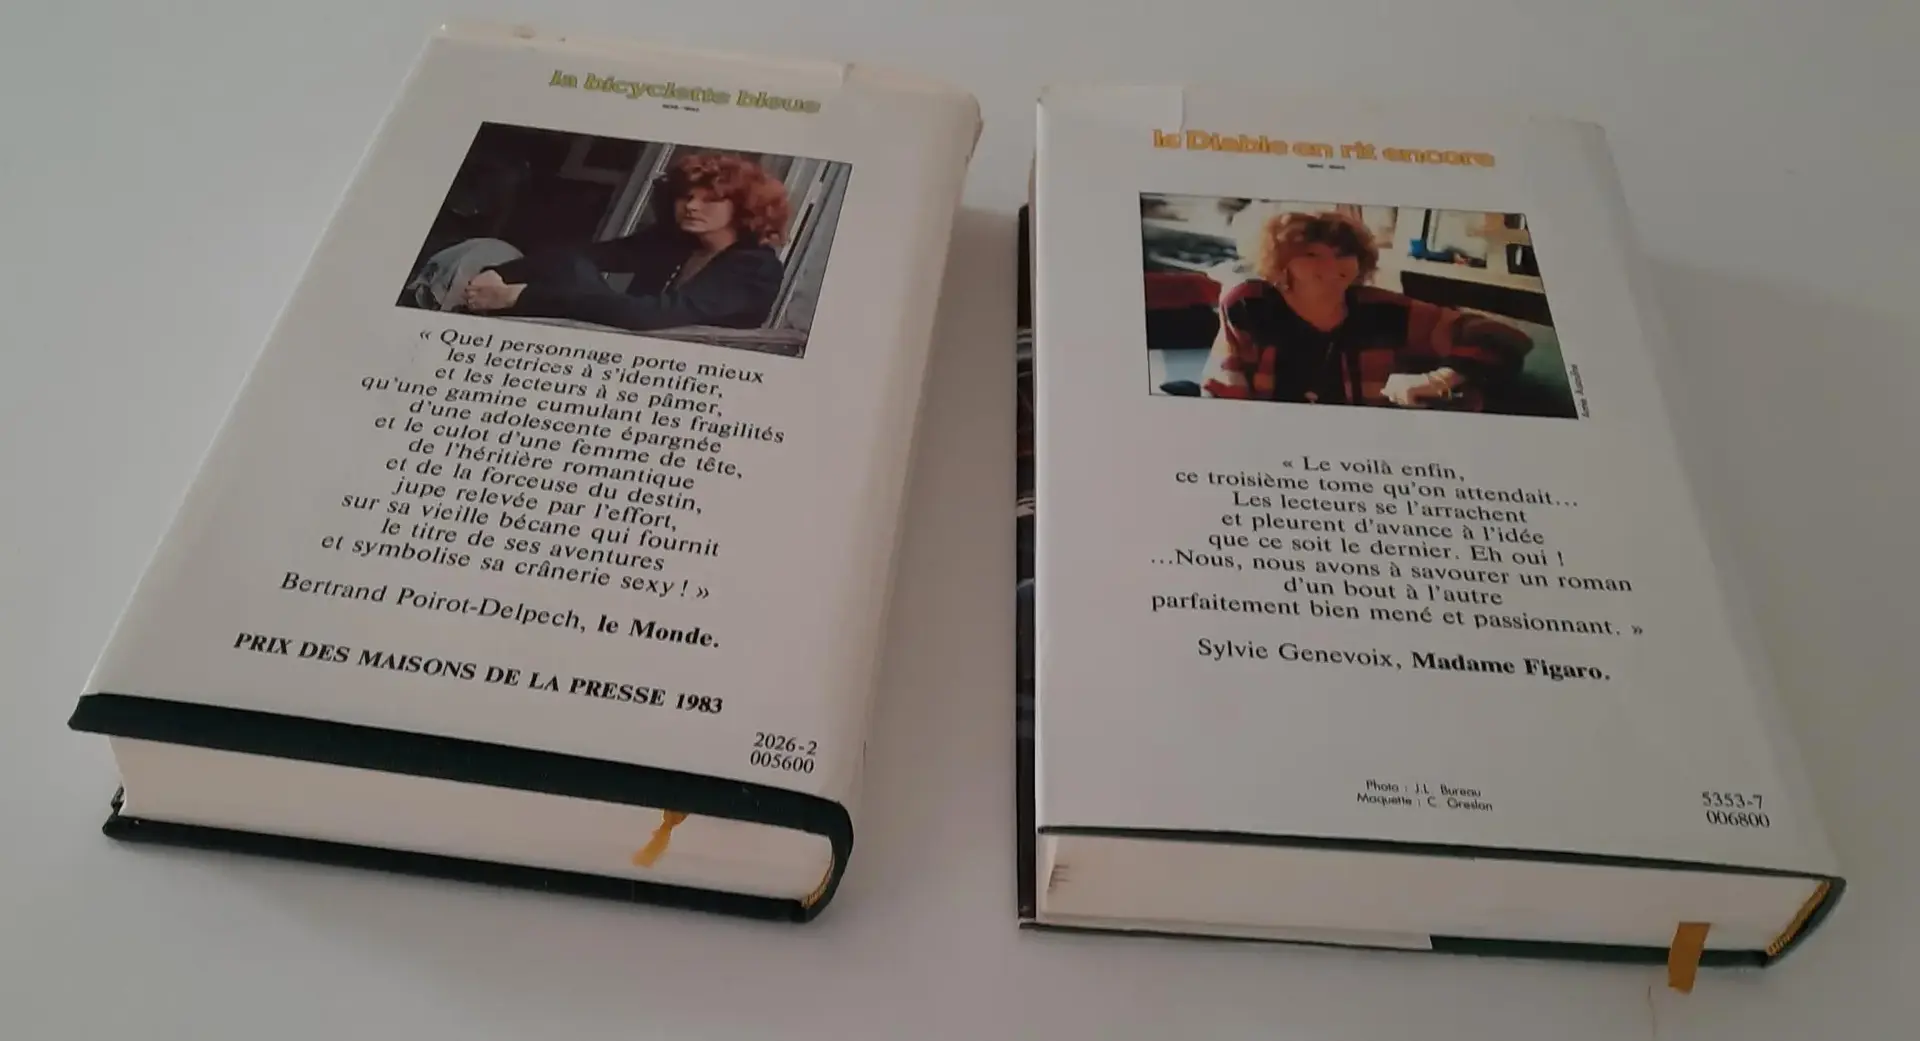 la bicyclette bleue
« Quel personnage porte mieux
les lectrices à s'identifier,
et les lecteurs à se pâmer,
qu'une gamine cumulant les fragilités
d'une adolescente épargnée
et le culot d'une femme de tête,
de l'héritière romantique
et de la forceuse du destin,
jupe relevée par l'effort,
sur sa vieille bécane qui fournit
le titre de ses aventures
et symbolise sa crânerie sexy ! »
Bertrand Poirot-Delpech, le Monde.
PRIX DES MAISONS DE LA PRESSE 1983
2026-2
005600
le Diable en rit encore
« Le voilà enfin,
ce troisième tome qu'on attendait...
Les lecteurs se l'arrachent
et pleurent d'avance à l'idée
que ce soit le dernier. Eh oui !
...Nous, nous avons à savourer un roman
d'un bout à l'autre
parfaitement bien mené et passionnant. »
Sylvie Genevoix, Madame Figaro.
Photo : J.L. Bureau
Maquette : C. Greslon
5353-7
006800